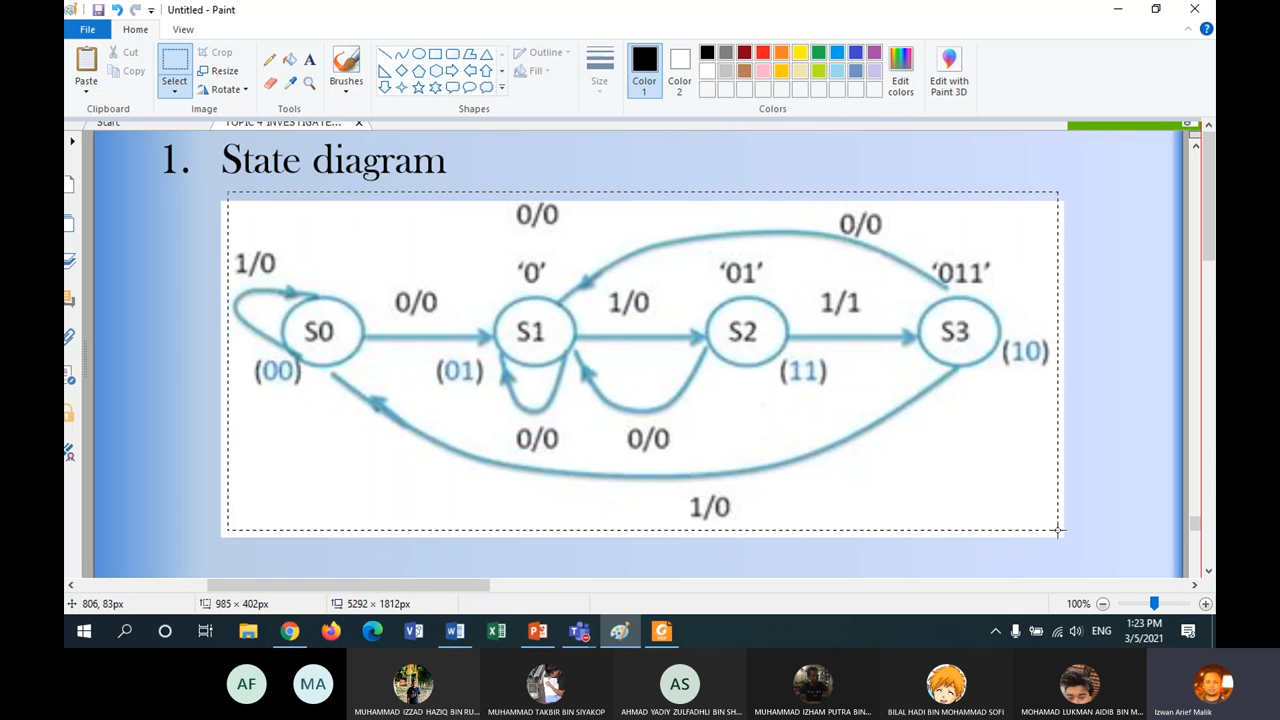 Untitled - Paint
File Home View
Paste
Cut
Copy
Clipboard
Select
Crop
Resize
Rotate
Image
Tools
Brushes
Shapes
Outline
Fill
Size
Color 1
Color 2
Edit colors
Edit with Paint 3D
Colors
Start
TOPIC 4 INVESTIGATE...
1. State diagram
0/0
0/0
1/0
'0'
'01'
'011'
0/0
1/0
1/1
S0
S1
S2
S3
(00)
(01)
(11)
(10)
0/0
0/0
1/0
806, 83px
985 × 402px
5292 × 1812px
100%
ENG
1:23 PM
3/5/2021
AF
MA
AS
MUHAMMAD IZZAD HAZIQ BIN RU...
MUHAMMAD TAKBIR BIN SIYAKOP
AHMAD YADIY ZULFADHLI BIN SH...
MUHAMMAD IZHAM PUTRA BIN...
BILAL HADI BIN MOHAMMAD SOFI
MOHAMAD LUKMAN AIDIB BIN M...
Izwan Arief Malik